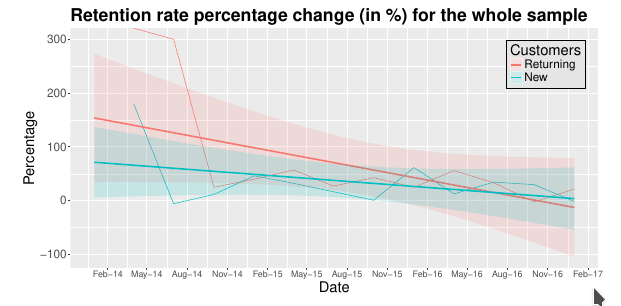 Retention rate percentage change (in %) for the whole sample
300
200
100
0
−100
Percentage
Customers
Returning
New
Feb−14 May−14 Aug−14 Nov−14 Feb−15 May−15 Aug−15 Nov−15 Feb−16 May−16 Aug−16 Nov−16 Feb−17
Date